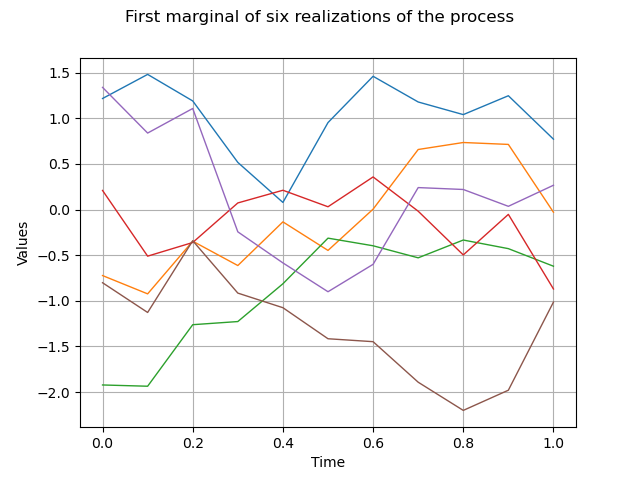 First marginal of six realizations of the process
1.5
1.0
0.5
0.0
−0.5
−1.0
−1.5
−2.0
Values
0.0 0.2 0.4 0.6 0.8 1.0
Time